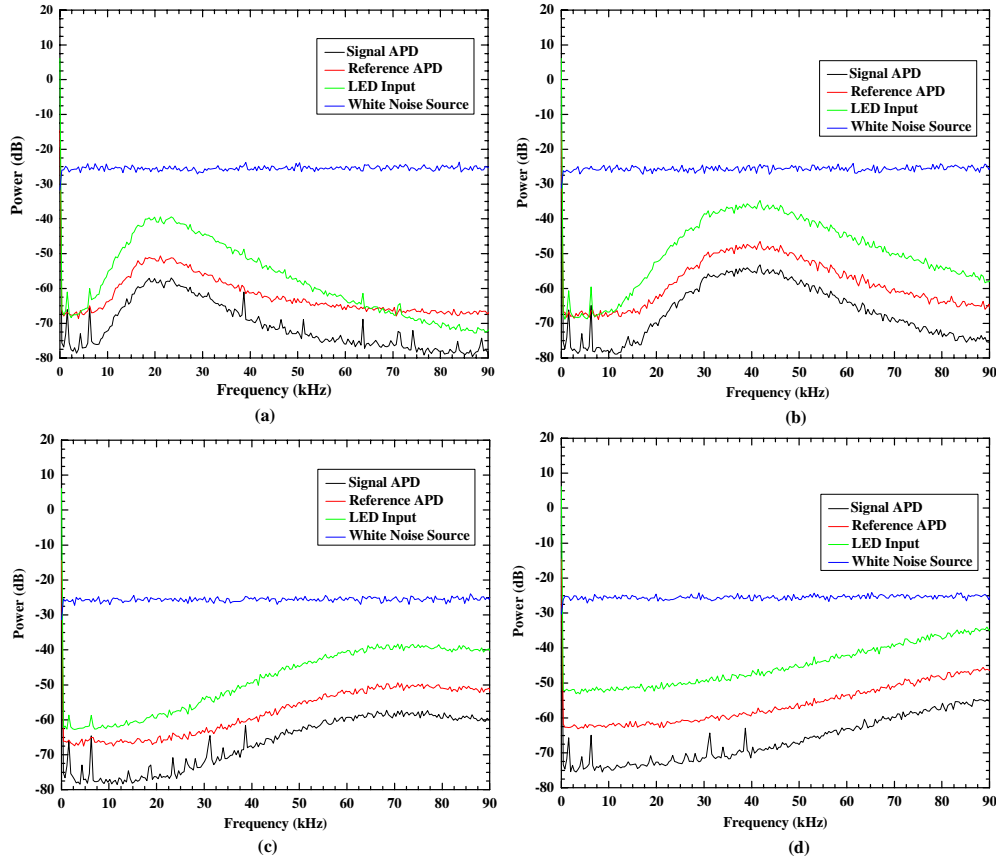 20
10
0
-10
-20
-30
-40
-50
-60
-70
-80
Power (dB)
Signal APD
Reference APD
LED Input
White Noise Source
0 10 20 30 40 50 60 70 80 90
Frequency (kHz)
(a)
20
10
0
-10
-20
-30
-40
-50
-60
-70
-80
Power (dB)
Signal APD
Reference APD
LED Input
White Noise Source
0 10 20 30 40 50 60 70 80 90
Frequency (kHz)
(b)
20
10
0
-10
-20
-30
-40
-50
-60
-70
-80
Power (dB)
Signal APD
Reference APD
LED Input
White Noise Source
0 10 20 30 40 50 60 70 80 90
Frequency (kHz)
(c)
20
10
0
-10
-20
-30
-40
-50
-60
-70
-80
Power (dB)
Signal APD
Reference APD
LED Input
White Noise Source
0 10 20 30 40 50 60 70 80 90
Frequency (kHz)
(d)